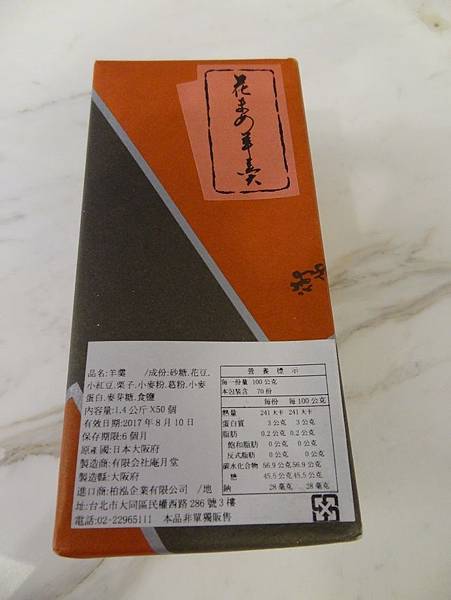 花まめ羊羹
品名:羊羹 /成份:砂糖.花豆.
小紅豆.栗子.小麥粉.葛粉.小麥
蛋白.麥芽糖.食鹽
內容量:1.4公斤X50個
有效日期:2017年8月10日
保存期限:6個月
原產國:日本大阪府
製造商:有限会社庵月堂
製造縣:大阪府
進口商:柏泓企業有限公司 /地
址:台北市大同區民權西路286號3樓
電話:02-22965111 本品非單獨販售
營養標示
每一份量 100公克
本包裝含 70份
每份 每100公克
熱量 241大卡 241大卡
蛋白質 3公克 3公克
脂肪 0.2公克 0.2公克
飽和脂肪 0公克 0公克
反式脂肪 0公克 0公克
碳水化合物 56.9公克 56.9公克
糖 45.5公克 45.5公克
鈉 28毫克 28毫克